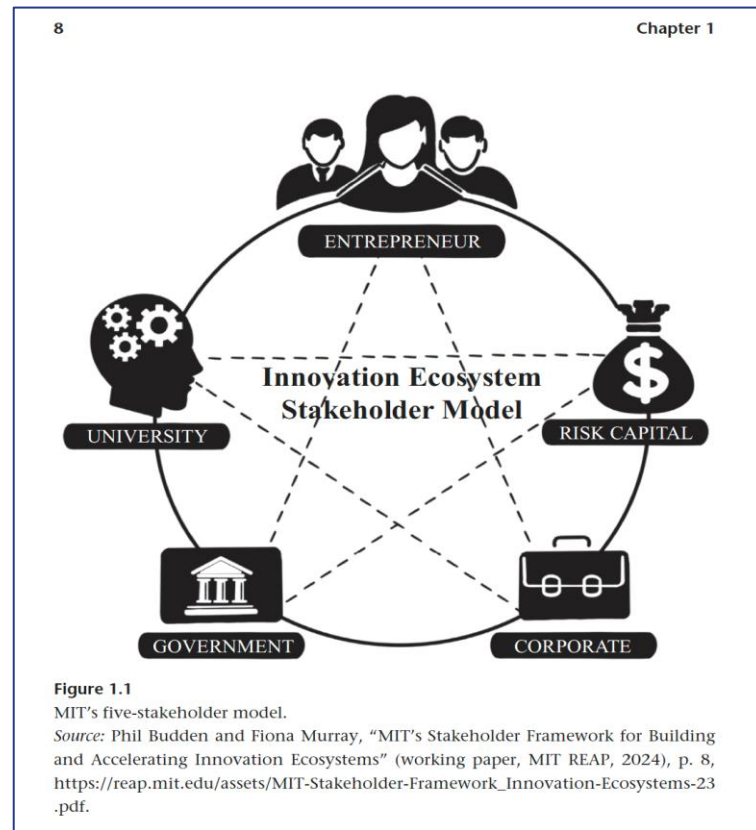 8 Chapter 1
ENTREPRENEUR
Innovation Ecosystem
Stakeholder Model
UNIVERSITY
$
RISK CAPITAL
GOVERNMENT
CORPORATE
Figure 1.1
MIT’s five-stakeholder model.
Source: Phil Budden and Fiona Murray, “MIT’s Stakeholder Framework for Building
and Accelerating Innovation Ecosystems” (working paper, MIT REAP, 2024), p. 8,
https://reap.mit.edu/assets/MIT-Stakeholder-Framework_Innovation-Ecosystems-23
.pdf.